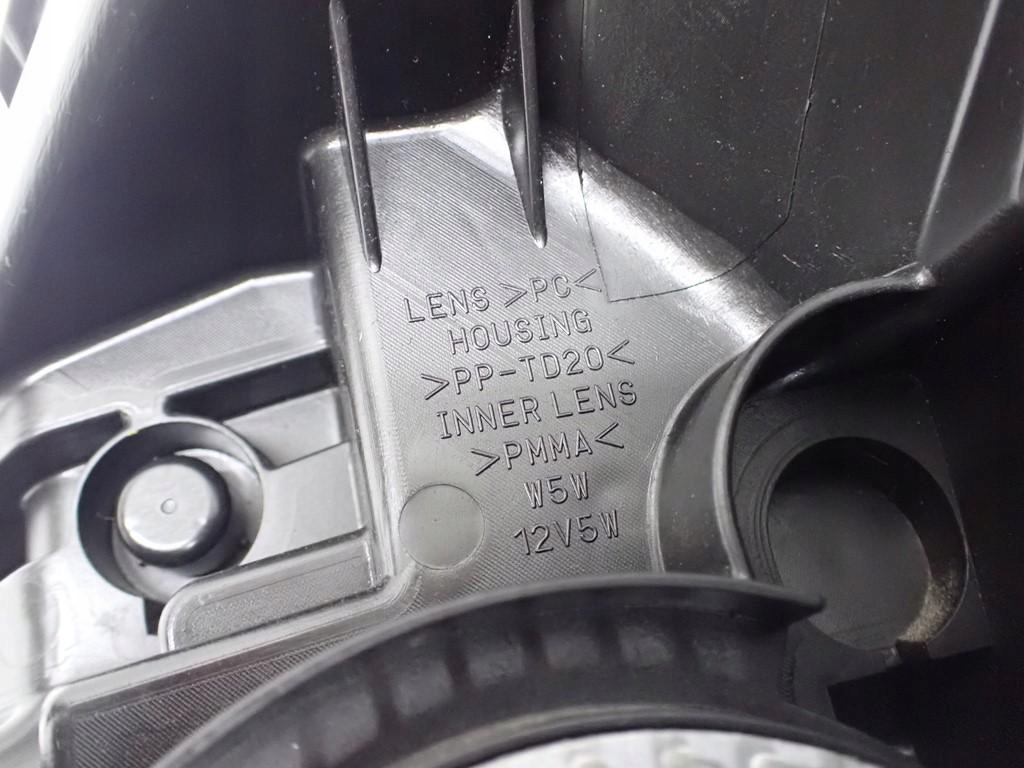 LENS >PC<
HOUSING
>PP-TD20<
INNER LENS
>PMMA<
W5W
12V5W